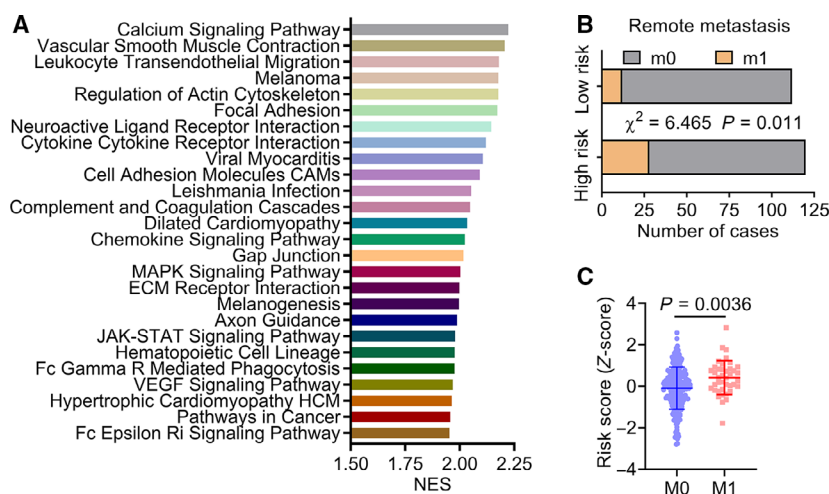 A
Calcium Signaling Pathway
Vascular Smooth Muscle Contraction
Leukocyte Transendothelial Migration
Melanoma
Regulation of Actin Cytoskeleton
Focal Adhesion
Neuroactive Ligand Receptor Interaction
Cytokine Cytokine Receptor Interaction
Viral Myocarditis
Cell Adhesion Molecules CAMs
Leishmania Infection
Complement and Coagulation Cascades
Dilated Cardiomyopathy
Chemokine Signaling Pathway
Gap Junction
MAPK Signaling Pathway
ECM Receptor Interaction
Melanogenesis
Axon Guidance
JAK-STAT Signaling Pathway
Hematopoietic Cell Lineage
Fc Gamma R Mediated Phagocytosis
VEGF Signaling Pathway
Hypertrophic Cardiomyopathy HCM
Pathways in Cancer
Fc Epsilon Ri Signaling Pathway
1.50 1.75 2.00 2.25
NES
B
Remote metastasis
m0 m1
Low risk
χ² = 6.465 P = 0.011
High risk
0 25 50 75 100 125
Number of cases
C
P = 0.0036
Risk score (Z-score)
4
2
0
−2
−4
M0 M1